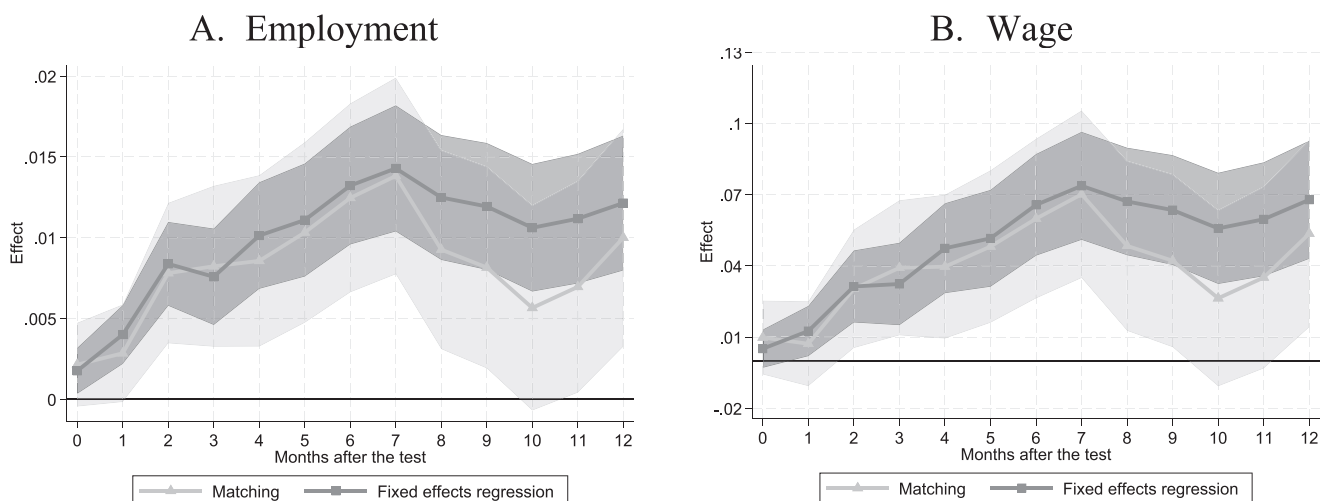 A. Employment
.02
.015
.01
.005
0
Effect
0 1 2 3 4 5 6 7 8 9 10 11 12
Months after the test
Matching Fixed effects regression
B. Wage
.13
.1
.07
.04
.01
-.02
Effect
0 1 2 3 4 5 6 7 8 9 10 11 12
Months after the test
Matching Fixed effects regression